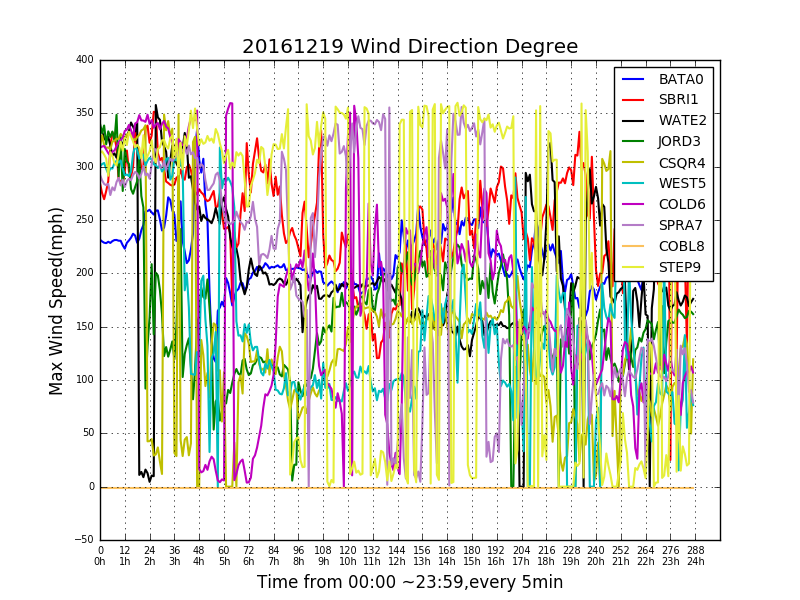 20161219 Wind Direction Degree
Max Wind Speed(mph)
400
350
300
250
200
150
100
50
0
-50
BATA0
SBRI1
WATE2
JORD3
CSQR4
WEST5
COLD6
SPRA7
COBL8
STEP9
0 12 24 36 48 60 72 84 96 108 120 132 144 156 168 180 192 204 216 228 240 252 264 276 288
0h 1h 2h 3h 4h 5h 6h 7h 8h 9h 10h 11h 12h 13h 14h 15h 16h 17h 18h 19h 20h 21h 22h 23h 24h
Time from 00:00 ~23:59,every 5min